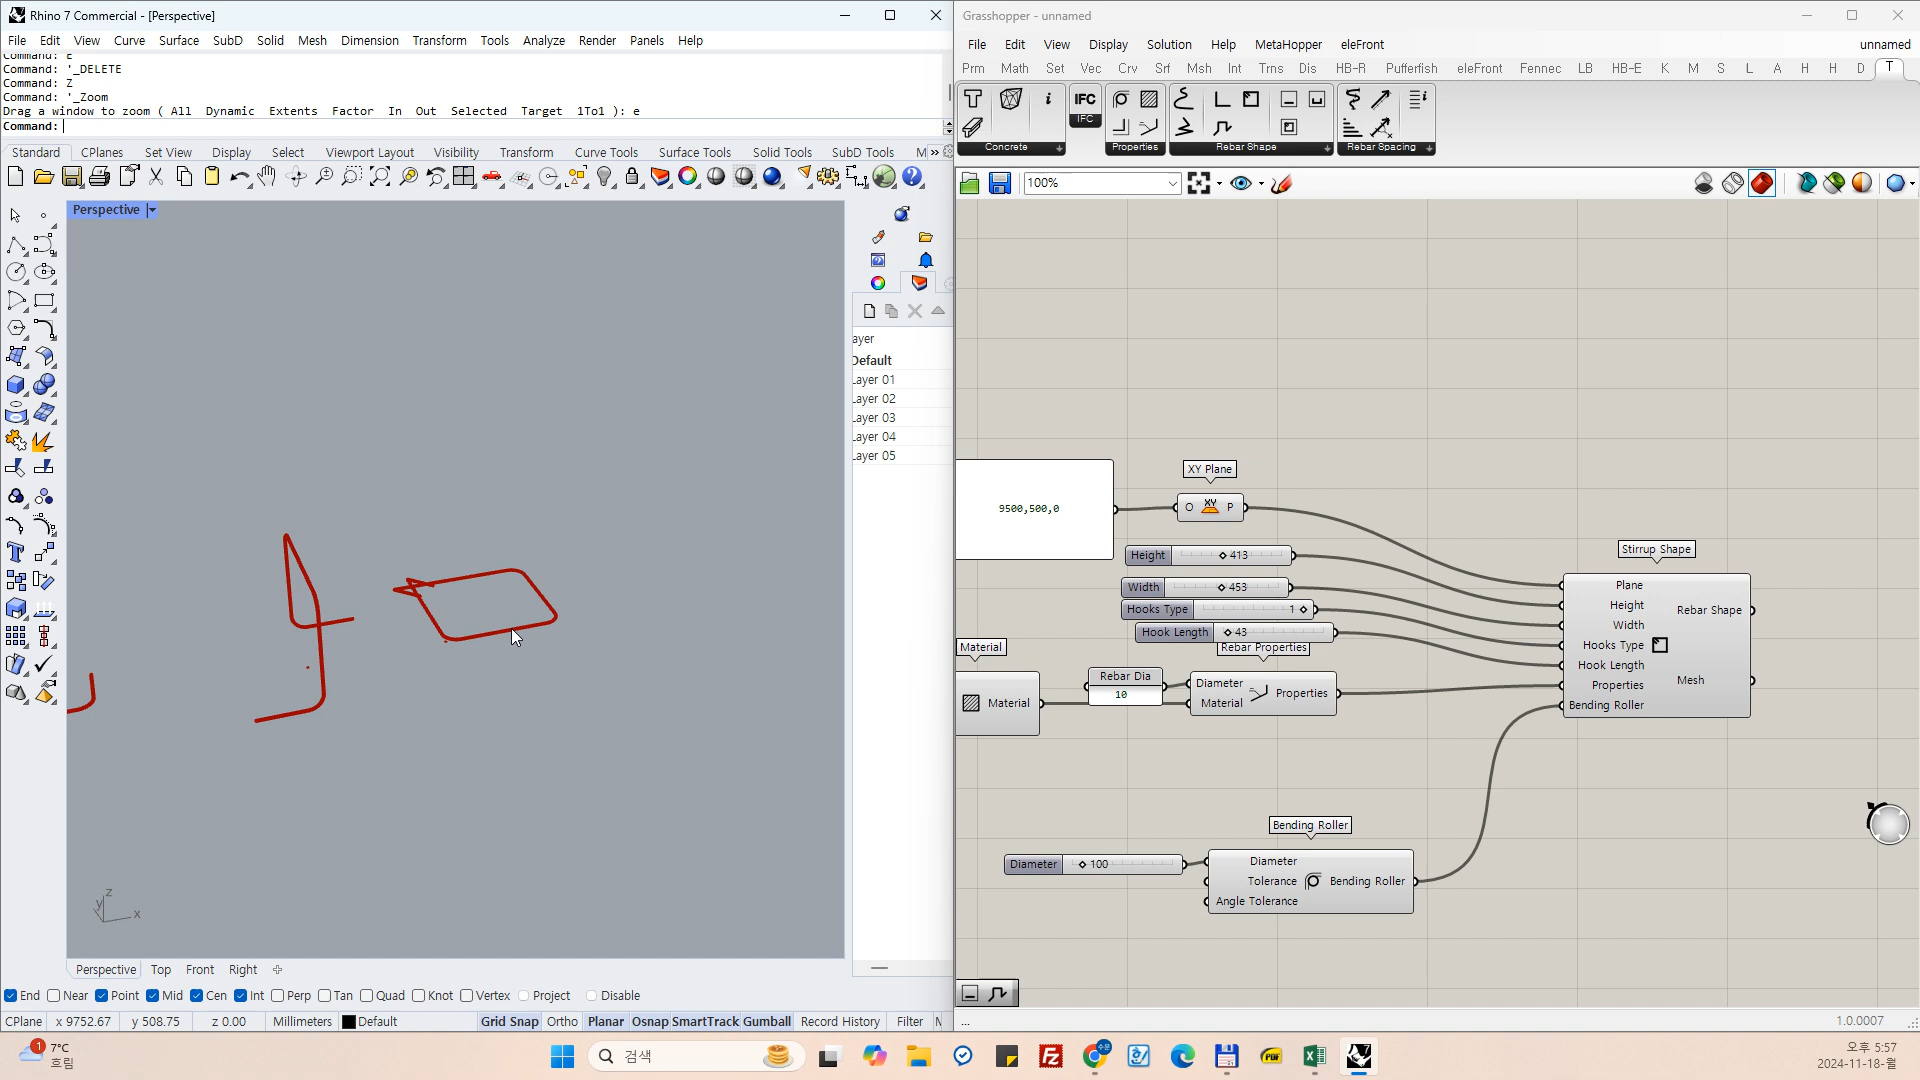 Rhino 7 Commercial - [Perspective]
File Edit View Curve Surface SubD Solid Mesh Dimension Transform Tools Analyze Render Panels Help
Command: E
Command: '_DELETE
Command: Z
Command: '_Zoom
Drag a window to zoom ( All Dynamic Extents Factor In Out Selected Target 1To1 ): e
Command:
Standard CPlanes Set View Display Select Viewport Layout Visibility Transform Curve Tools Surface Tools Solid Tools SubD Tools M »
Perspective
ayer
Default
Layer 01
Layer 02
Layer 03
Layer 04
Layer 05
z
y
x
Perspective Top Front Right
End Near Point Mid Cen Int Perp Tan Quad Knot Vertex Project Disable
CPlane x 9752.67 y 508.75 z 0.00 Millimeters Default Grid Snap Ortho Planar Osnap SmartTrack Gumball Record History Filter
Grasshopper - unnamed
File Edit View Display Solution Help MetaHopper eleFront unnamed
Prm Math Set Vec Crv Srf Msh Int Trns Dis HB-R Pufferfish eleFront Fennec LB HB-E K M S L A H H D T
IFC
IFC
Concrete Properties Rebar Shape Rebar Spacing
100%
XY Plane
9500,500,0
O XY P
Height 413
Width 453
Hooks Type 1
Hook Length 43
Material
Rebar Properties
Material
Rebar Dia
10
Diameter
Material
Properties
Stirrup Shape
Plane
Height
Width
Hooks Type
Hook Length
Properties
Bending Roller
Rebar Shape
Mesh
Bending Roller
Diameter 100
Diameter
Tolerance
Angle Tolerance
Bending Roller
...
1.0.0007
1
7°C
흐림
검색
PDF
오후 5:57
2024-11-18-월